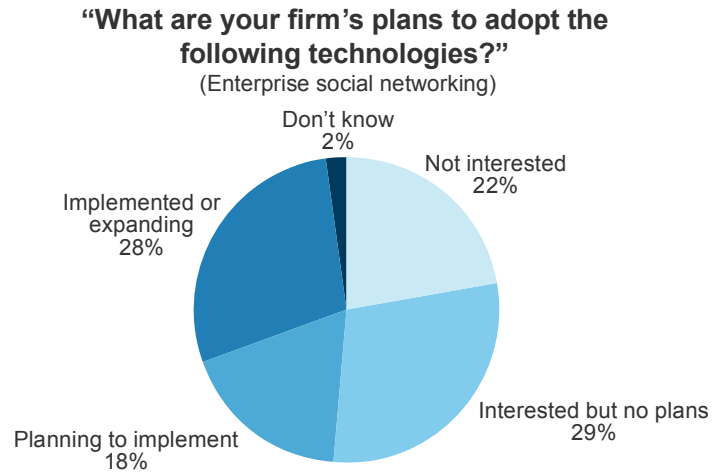 “What are your firm’s plans to adopt the
following technologies?”
(Enterprise social networking)
Don’t know
2%
Not interested
22%
Implemented or
expanding
28%
Interested but no plans
29%
Planning to implement
18%